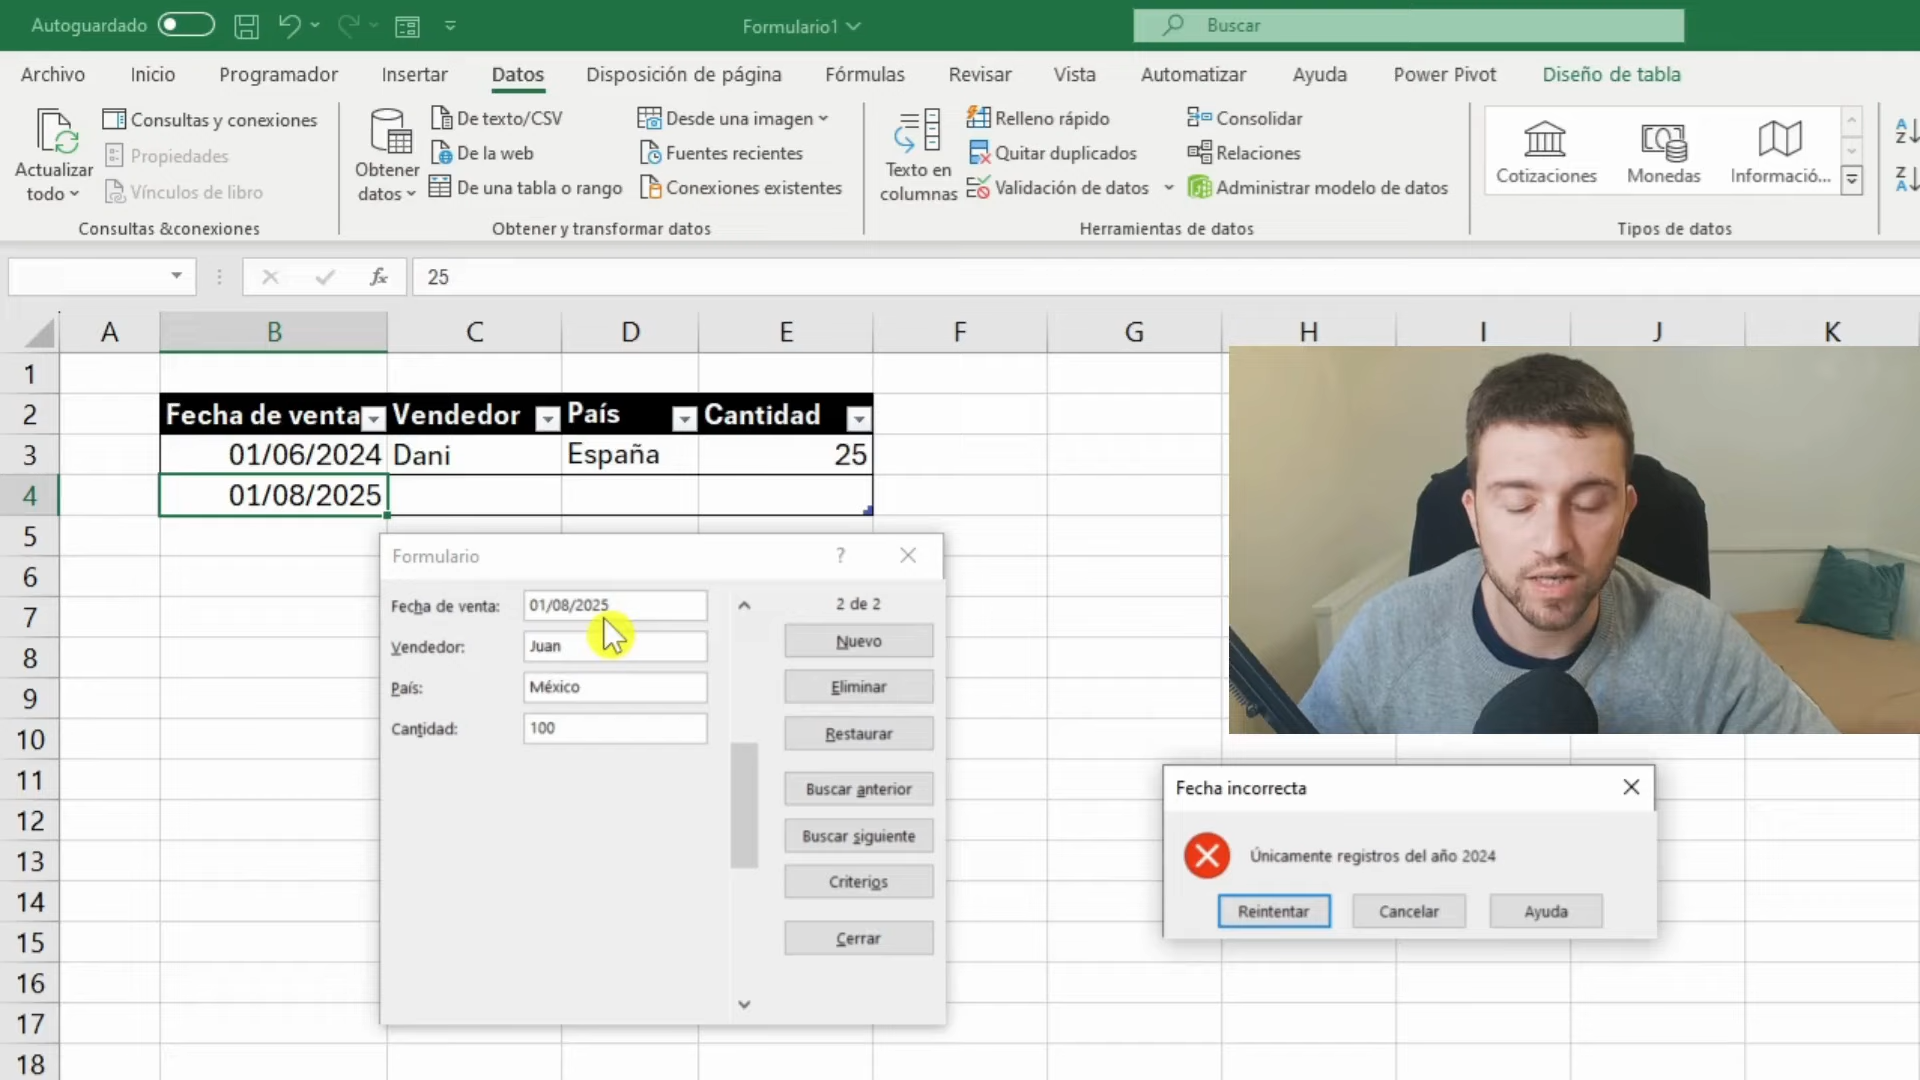 Autoguardado
Formulario1
Buscar
Archivo Inicio Programador Insertar Datos Disposición de página Fórmulas Revisar Vista Automatizar Ayuda Power Pivot Diseño de tabla
Actualizar todo
Consultas y conexiones
Propiedades
Vínculos de libro
Consultas &conexiones
Obtener datos
De texto/CSV
De la web
De una tabla o rango
Desde una imagen
Fuentes recientes
Conexiones existentes
Obtener y transformar datos
Texto en columnas
Relleno rápido
Quitar duplicados
Validación de datos
Consolidar
Relaciones
Administrar modelo de datos
Herramientas de datos
Cotizaciones
Monedas
Informació...
Tipos de datos
A
Z
Z
A
fx
25
A B C D E F G H I J K
1
2 Fecha de venta Vendedor País Cantidad
3 01/06/2024 Dani España 25
4 01/08/2025
5
6
7
8
9
10
11
12
13
14
15
16
17
18
Formulario ?
Fecha de venta: 01/08/2025
Vendedor: Juan
País: México
Cantidad: 100
2 de 2
Nuevo
Eliminar
Restaurar
Buscar anterior
Buscar siguiente
Criterios
Cerrar
Fecha incorrecta
Únicamente registros del año 2024
Reintentar Cancelar Ayuda